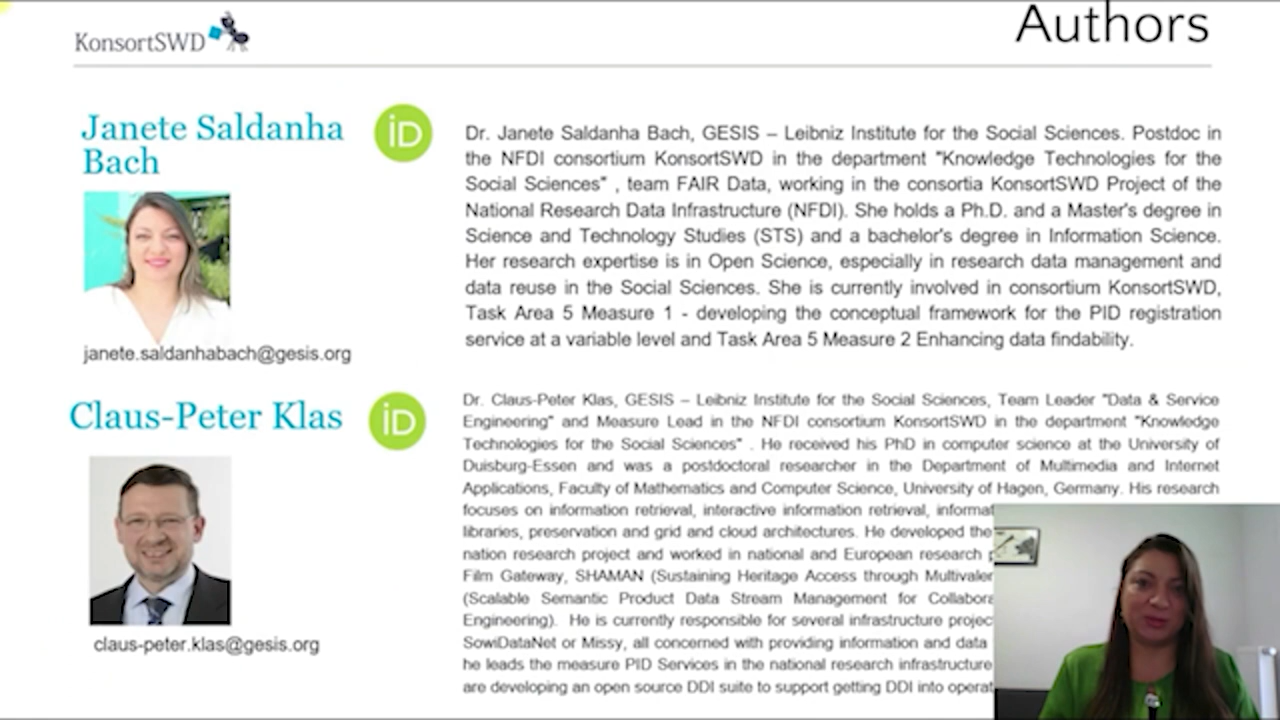 KonsortSWD
Authors
Janete Saldanha
Bach
iD
janete.saldanhabach@gesis.org
Dr. Janete Saldanha Bach, GESIS – Leibniz Institute for the Social Sciences. Postdoc in
the NFDI consortium KonsortSWD in the department "Knowledge Technologies for the
Social Sciences" , team FAIR Data, working in the consortia KonsortSWD Project of the
National Research Data Infrastructure (NFDI). She holds a Ph.D. and a Master's degree in
Science and Technology Studies (STS) and a bachelor's degree in Information Science.
Her research expertise is in Open Science, especially in research data management and
data reuse in the Social Sciences. She is currently involved in consortium KonsortSWD,
Task Area 5 Measure 1 - developing the conceptual framework for the PID registration
service at a variable level and Task Area 5 Measure 2 Enhancing data findability.
Claus-Peter Klas
iD
claus-peter.klas@gesis.org
Dr. Claus-Peter Klas, GESIS – Leibniz Institute for the Social Sciences, Team Leader "Data & Service
Engineering" and Measure Lead in the NFDI consortium KonsortSWD in the department "Knowledge
Technologies for the Social Sciences" . He received his PhD in computer science at the University of
Duisburg-Essen and was a postdoctoral researcher in the Department of Multimedia and Internet
Applications, Faculty of Mathematics and Computer Science, University of Hagen, Germany. His research
focuses on information retrieval, interactive information retrieval, informat
libraries, preservation and grid and cloud architectures. He developed the
nation research project and worked in national and European research p
Film Gateway, SHAMAN (Sustaining Heritage Access through Multivaler
(Scalable Semantic Product Data Stream Management for Collabora
Engineering). He is currently responsible for several infrastructure projec
SowiDataNet or Missy, all concerned with providing information and data
he leads the measure PID Services in the national research infrastructure
are developing an open source DDI suite to support getting DDI into operat